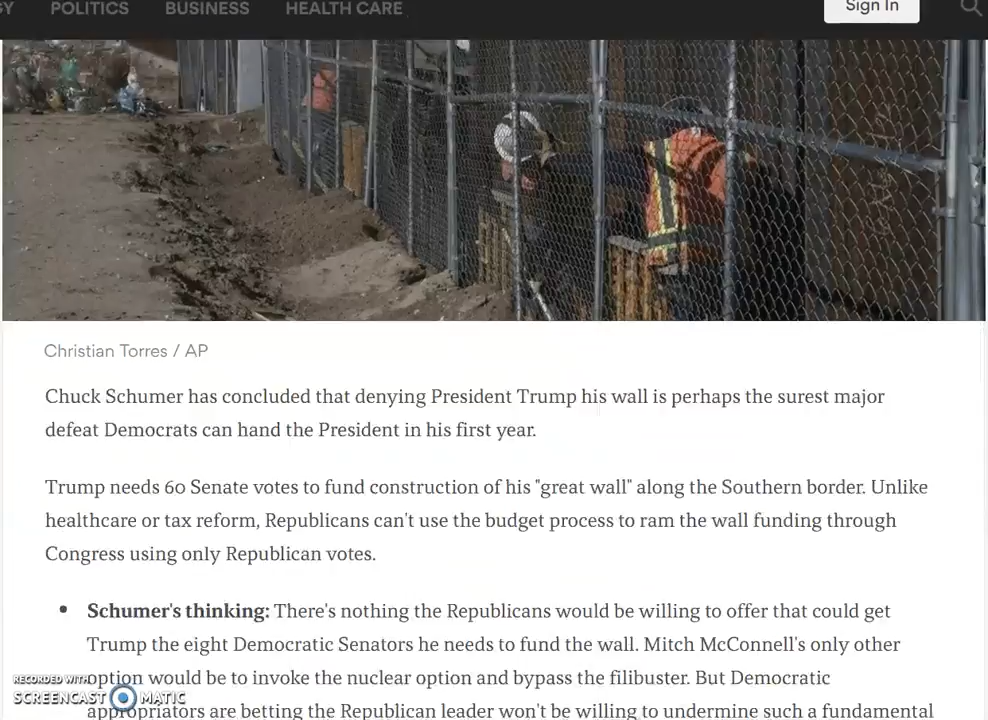 POLITICS BUSINESS HEALTH CARE Sign In
Christian Torres / AP
Chuck Schumer has concluded that denying President Trump his wall is perhaps the surest major
defeat Democrats can hand the President in his first year.
Trump needs 60 Senate votes to fund construction of his "great wall" along the Southern border. Unlike
healthcare or tax reform, Republicans can't use the budget process to ram the wall funding through
Congress using only Republican votes.
• Schumer's thinking: There's nothing the Republicans would be willing to offer that could get
Trump the eight Democratic Senators he needs to fund the wall. Mitch McConnell's only other
option would be to invoke the nuclear option and bypass the filibuster. But Democratic
appropriators are betting the Republican leader won't be willing to undermine such a fundamental
RECORDED WITH
SCREENCAST MATIC